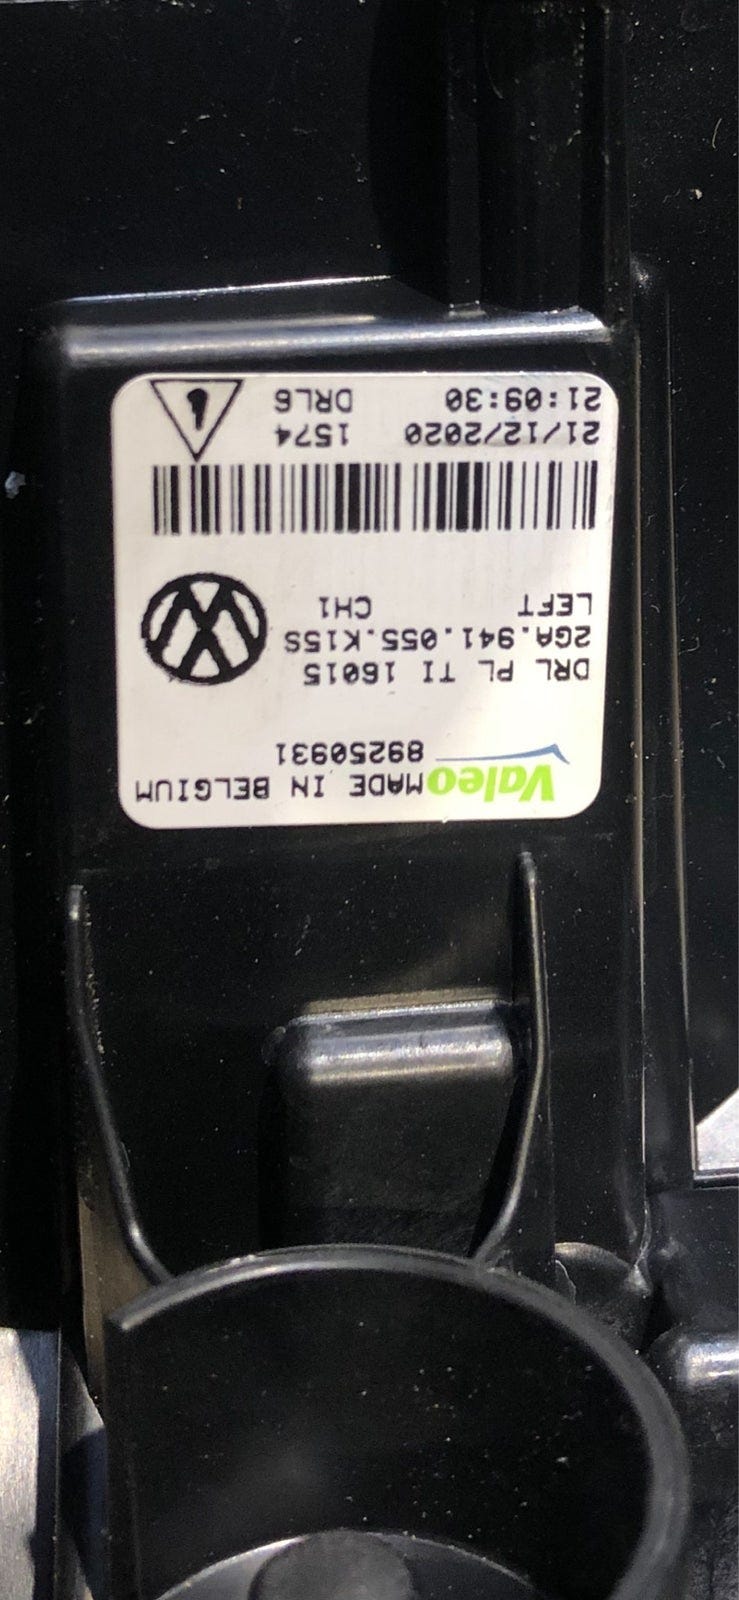 Valeo MADE IN BELGIUM
89250931
DRL PL TI 16015
2GA.941.055.K15S
LEFT CH1
21/12/2020 1574
21:09:30 DRL6